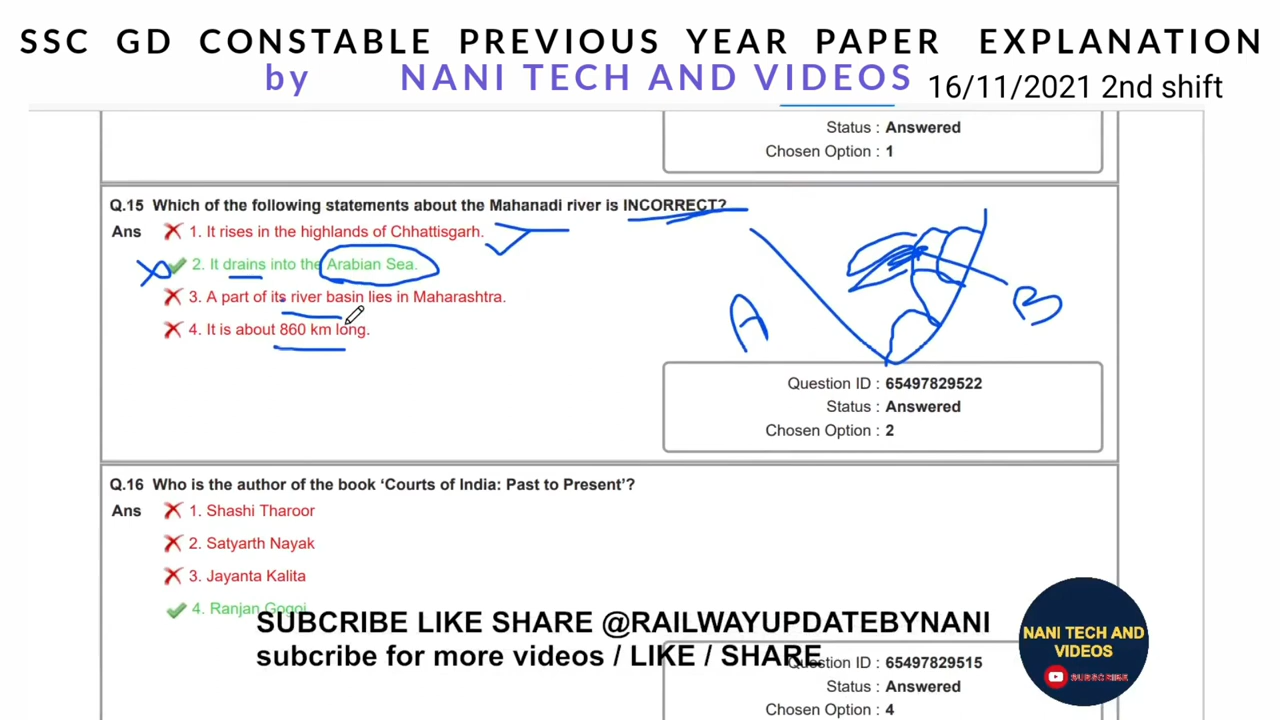 SSC GD CONSTABLE PREVIOUS YEAR PAPER EXPLANATION
by NANI TECH AND VIDEOS 16/11/2021 2nd shift
Status : Answered
Chosen Option : 1
Q.15 Which of the following statements about the Mahanadi river is INCORRECT?
Ans 1. It rises in the highlands of Chhattisgarh.
2. It drains into the Arabian Sea.
3. A part of its river basin lies in Maharashtra.
4. It is about 860 km long.
A
B
Question ID : 65497829522
Status : Answered
Chosen Option : 2
Q.16 Who is the author of the book ‘Courts of India: Past to Present’?
Ans 1. Shashi Tharoor
2. Satyarth Nayak
3. Jayanta Kalita
4. Ranjan Gogoi
SUBCRIBE LIKE SHARE @RAILWAYUPDATEBYNANI
subcribe for more videos / LIKE / SHARE
Question ID : 65497829515
Status : Answered
Chosen Option : 4
NANI TECH AND
VIDEOS